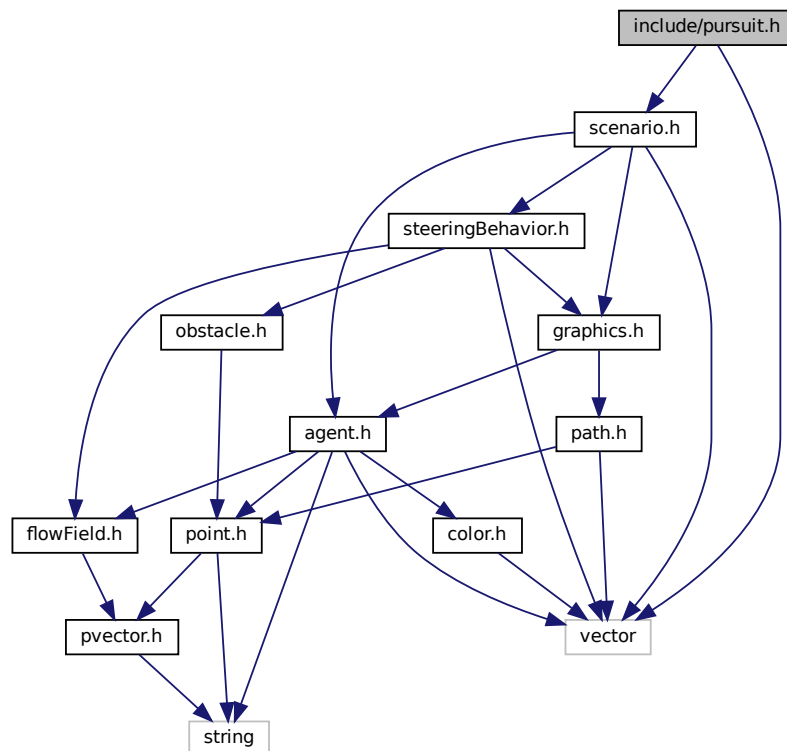 include/pursuit.h
scenario.h
steeringBehavior.h
obstacle.h
graphics.h
agent.h
path.h
flowField.h
point.h
color.h
pvector.h
vector
string